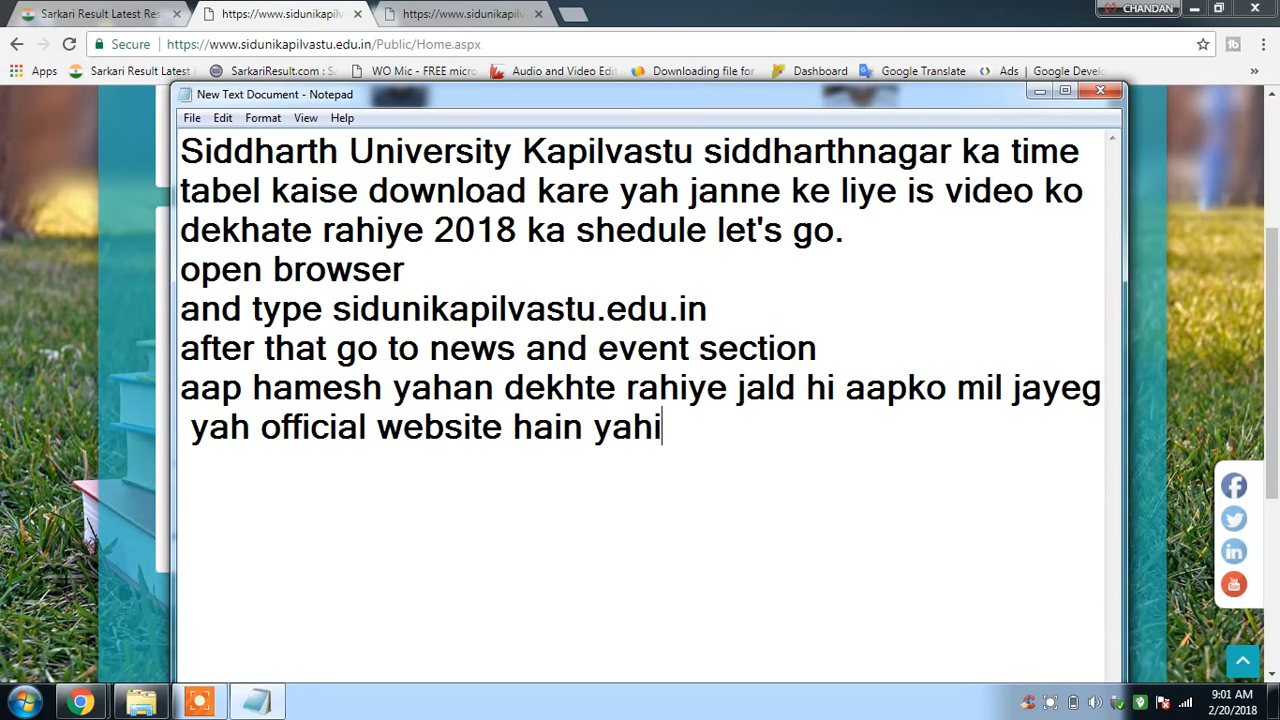 Sarkari Result Latest Res
https://www.sidunikapilv
https://www.sidunikapilv
CHANDAN
Secure
https://www.sidunikapilvastu.edu.in/Public/Home.aspx
Apps
Sarkari Result Latest
SarkariResult.com : S
WO Mic - FREE micro
Audio and Video Edit
Downloading file for
Dashboard
Google Translate
Ads | Google Develo
»
New Text Document - Notepad
File Edit Format View Help
Siddharth University Kapilvastu siddharthnagar ka time
tabel kaise download kare yah janne ke liye is video ko
dekhate rahiye 2018 ka shedule let's go.
open browser
and type sidunikapilvastu.edu.in
after that go to news and event section
aap hamesh yahan dekhte rahiye jald hi aapko mil jayeg
yah official website hain yahi
9:01 AM
2/20/2018